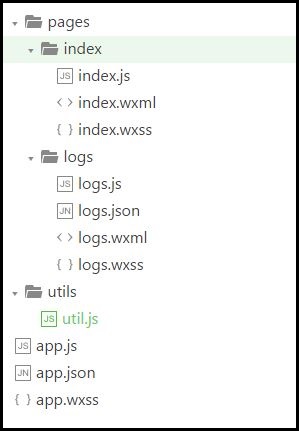 pages
index
JS index.js
<> index.wxml
{ } index.wxss
logs
JS logs.js
JN logs.json
<> logs.wxml
{ } logs.wxss
utils
JS util.js
JS app.js
JN app.json
{ } app.wxss